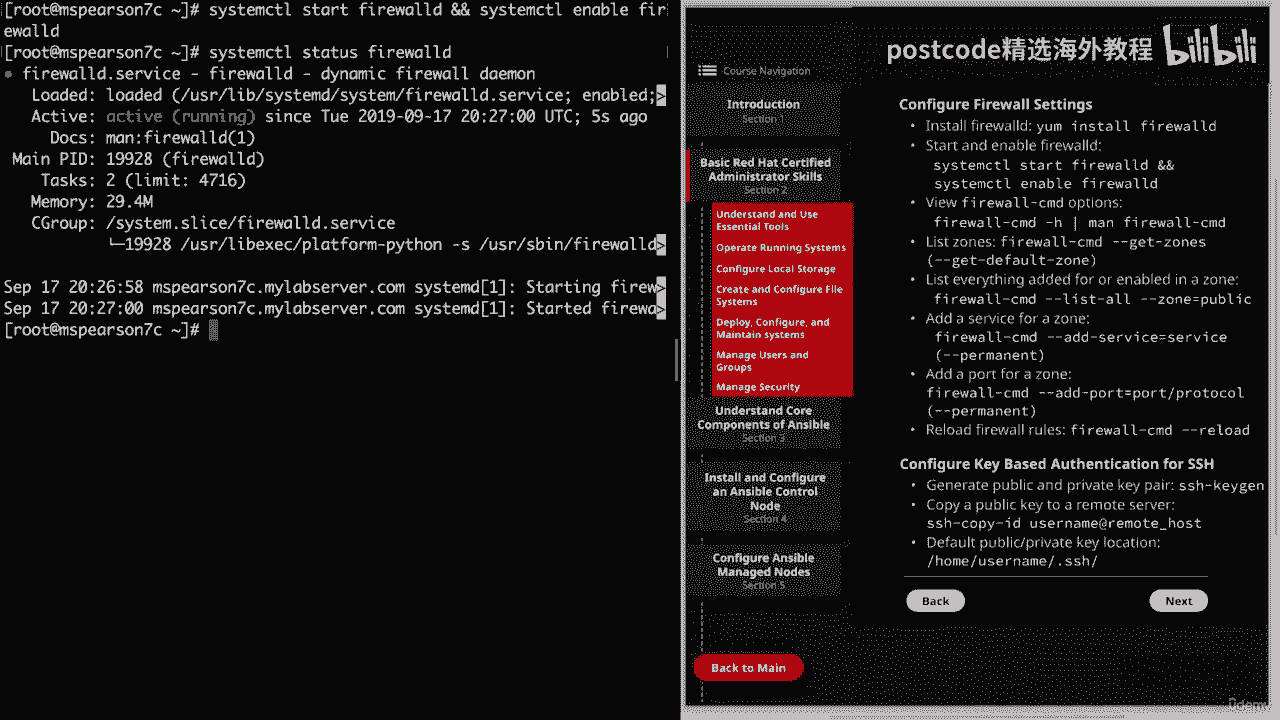 [root@mspearson7c ~]# systemctl start firewalld && systemctl enable fir
ewalld
[root@mspearson7c ~]# systemctl status firewalld
firewalld.service - firewalld - dynamic firewall daemon
Loaded: loaded (/usr/lib/systemd/system/firewalld.service; enabled;>
Active: active (running) since Tue 2019-09-17 20:27:00 UTC; 5s ago
Docs: man:firewalld(1)
Main PID: 19928 (firewalld)
Tasks: 2 (limit: 4716)
Memory: 29.4M
CGroup: /system.slice/firewalld.service
└─19928 /usr/libexec/platform-python -s /usr/sbin/firewalld>
Sep 17 20:26:58 mspearson7c.mylabserver.com systemd[1]: Starting firew>
Sep 17 20:27:00 mspearson7c.mylabserver.com systemd[1]: Started firewa>
[root@mspearson7c ~]#
postcode精选海外教程 bilibili
Course Navigation
Introduction
Section 1
Basic Red Hat Certified
Administrator Skills
Section 2
Understand and Use
Essential Tools
Operate Running Systems
Configure Local Storage
Create and Configure File
Systems
Deploy, Configure, and
Maintain systems
Manage Users and
Groups
Manage Security
Understand Core
Components of Ansible
Section 3
Install and Configure
an Ansible Control
Node
Section 4
Configure Ansible
Managed Nodes
Section 5
Back to Main
Configure Firewall Settings
• Install firewalld: yum install firewalld
• Start and enable firewalld:
systemctl start firewalld &&
systemctl enable firewalld
• View firewall-cmd options:
firewall-cmd -h | man firewall-cmd
• List zones: firewall-cmd --get-zones
(--get-default-zone)
• List everything added for or enabled in a zone:
firewall-cmd --list-all --zone=public
• Add a service for a zone:
firewall-cmd --add-service=service
(--permanent)
• Add a port for a zone:
firewall-cmd --add-port=port/protocol
(--permanent)
• Reload firewall rules: firewall-cmd --reload
Configure Key Based Authentication for SSH
• Generate public and private key pair: ssh-keygen
• Copy a public key to a remote server:
ssh-copy-id username@remote_host
• Default public/private key location:
/home/username/.ssh/
Back
Next
ûdemy